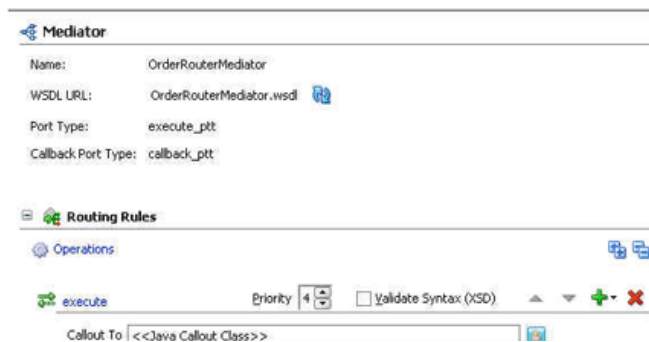 Mediator
Name: OrderRouterMediator
WSDL URL: OrderRouterMediator.wsdl
Port Type: execute_ptt
Callback Port Type: callback_ptt
Routing Rules
Operations
execute Priority 4 Validate Syntax (XSD)
Callout To <<Java Callout Class>>